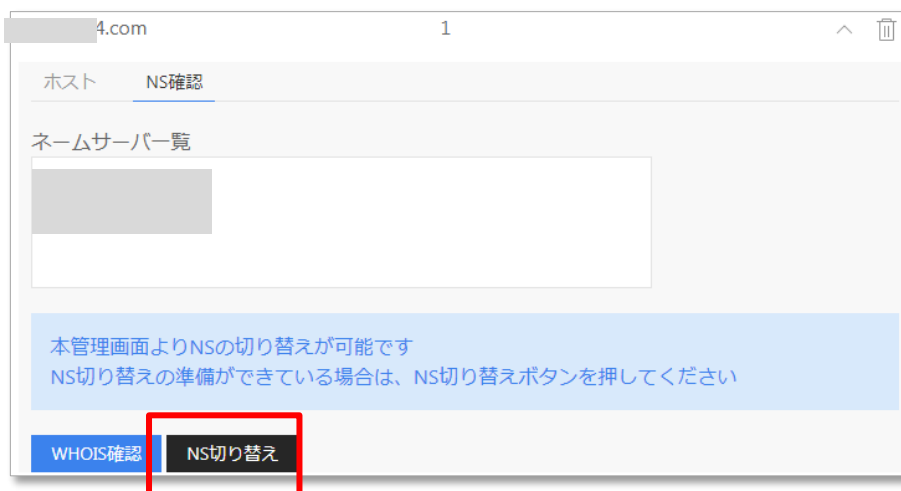 4.com 1
ホスト NS確認
ネームサーバ一覧
本管理画面よりNSの切り替えが可能です
NS切り替えの準備ができている場合は、NS切り替えボタンを押してください
WHOIS確認 NS切り替え